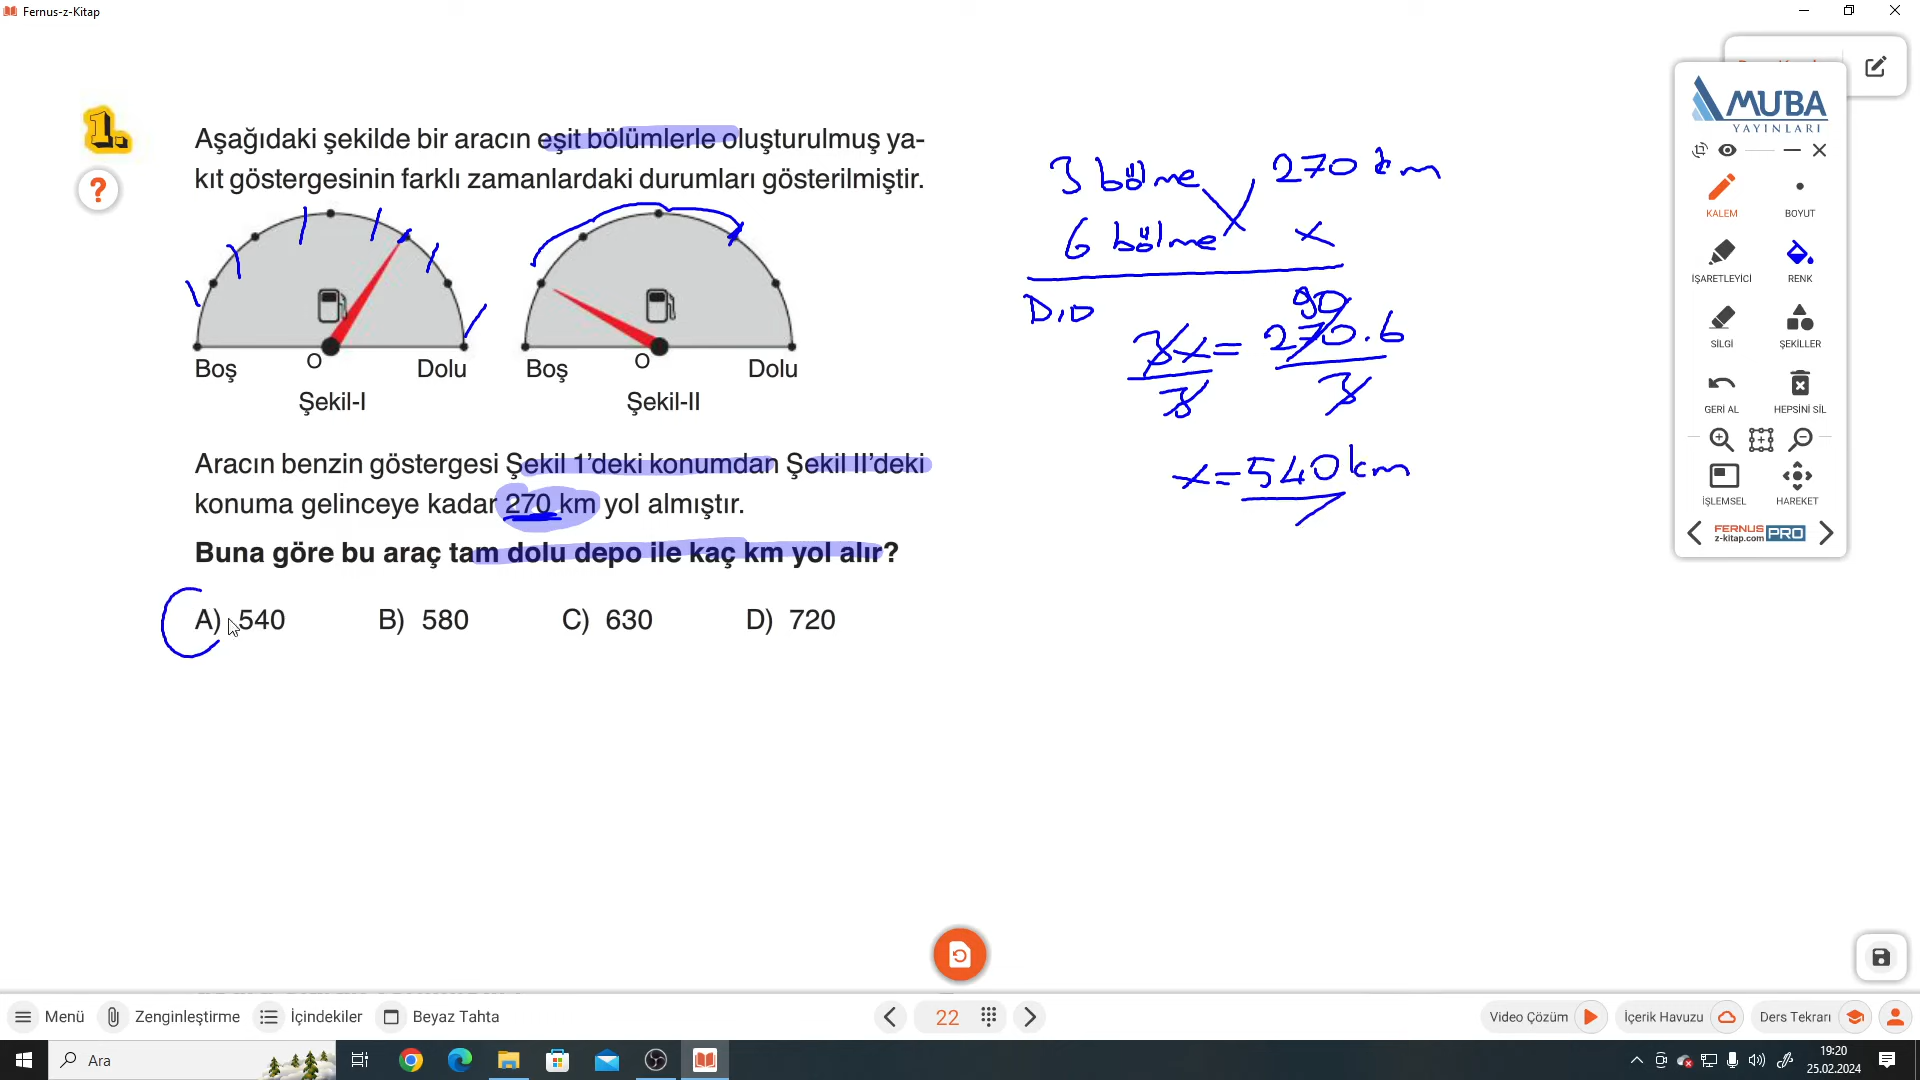 Fernus-z-Kitap
1.
Aşağıdaki şekilde bir aracın eşit bölümlerle oluşturulmuş ya-
kıt göstergesinin farklı zamanlardaki durumları gösterilmiştir.
?
Boş O Dolu
Şekil-I
Boş O Dolu
Şekil-II
Aracın benzin göstergesi Şekil 1'deki konumdan Şekil II'deki
konuma gelinceye kadar 270 km yol almıştır.
Buna göre bu araç tam dolu depo ile kaç km yol alır?
A) 540 B) 580 C) 630 D) 720
3 bölme 270 km
6 bölme x
D.O
90
3x = 270.6
3 3
x = 540 km
MUBA
YAYINLARI
KALEM BOYUT
İŞARETLEYİCİ RENK
SİLGİ ŞEKİLLER
GERİ AL HEPSİNİ SİL
İŞLEMSEL HAREKET
FERNUS
z-kitap.com PRO
Menü Zenginleştirme İçindekiler Beyaz Tahta 22 Video Çözüm İçerik Havuzu Ders Tekrarı
Ara
19:20
25.02.2024